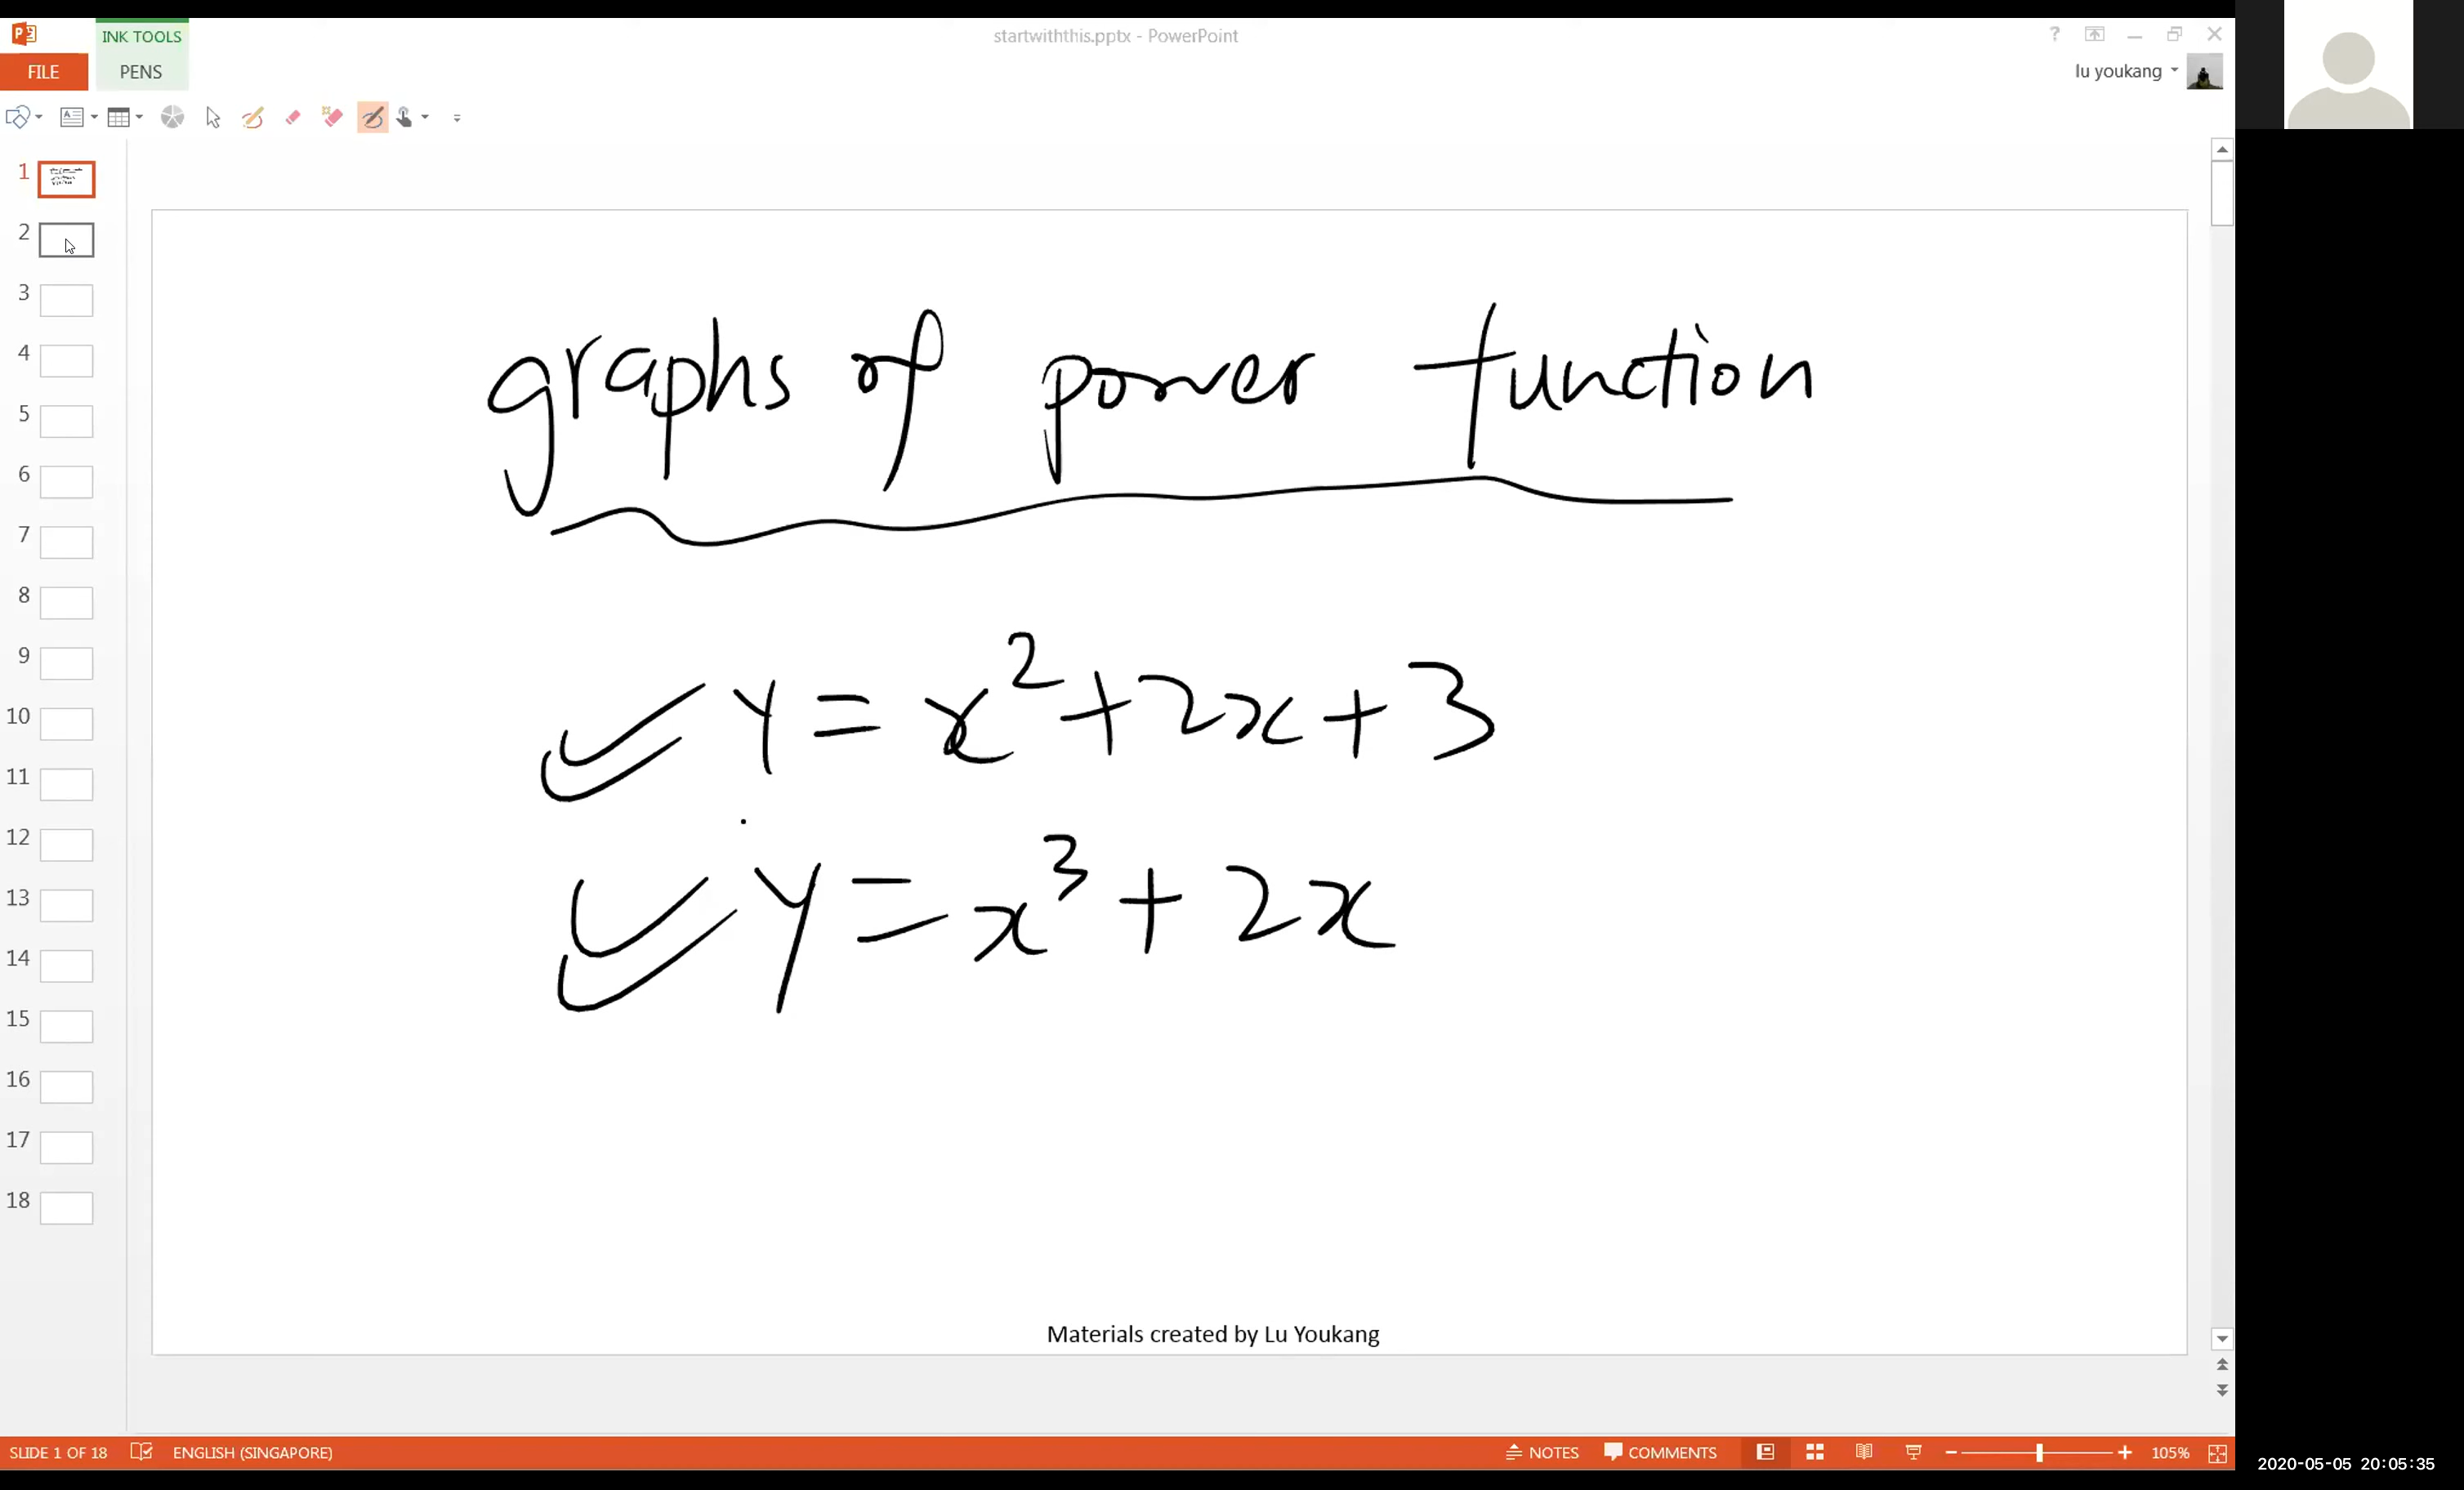 INK TOOLS
startwiththis.pptx - PowerPoint
?
FILE
PENS
lu youkang
1
2
3
4
5
6
7
8
9
10
11
12
13
14
15
16
17
18
graphs of power function
y = x² + 2x + 3
y = x³ + 2x
Materials created by Lu Youkang
SLIDE 1 OF 18
ENGLISH (SINGAPORE)
NOTES
COMMENTS
105%
2020-05-05 20:05:35